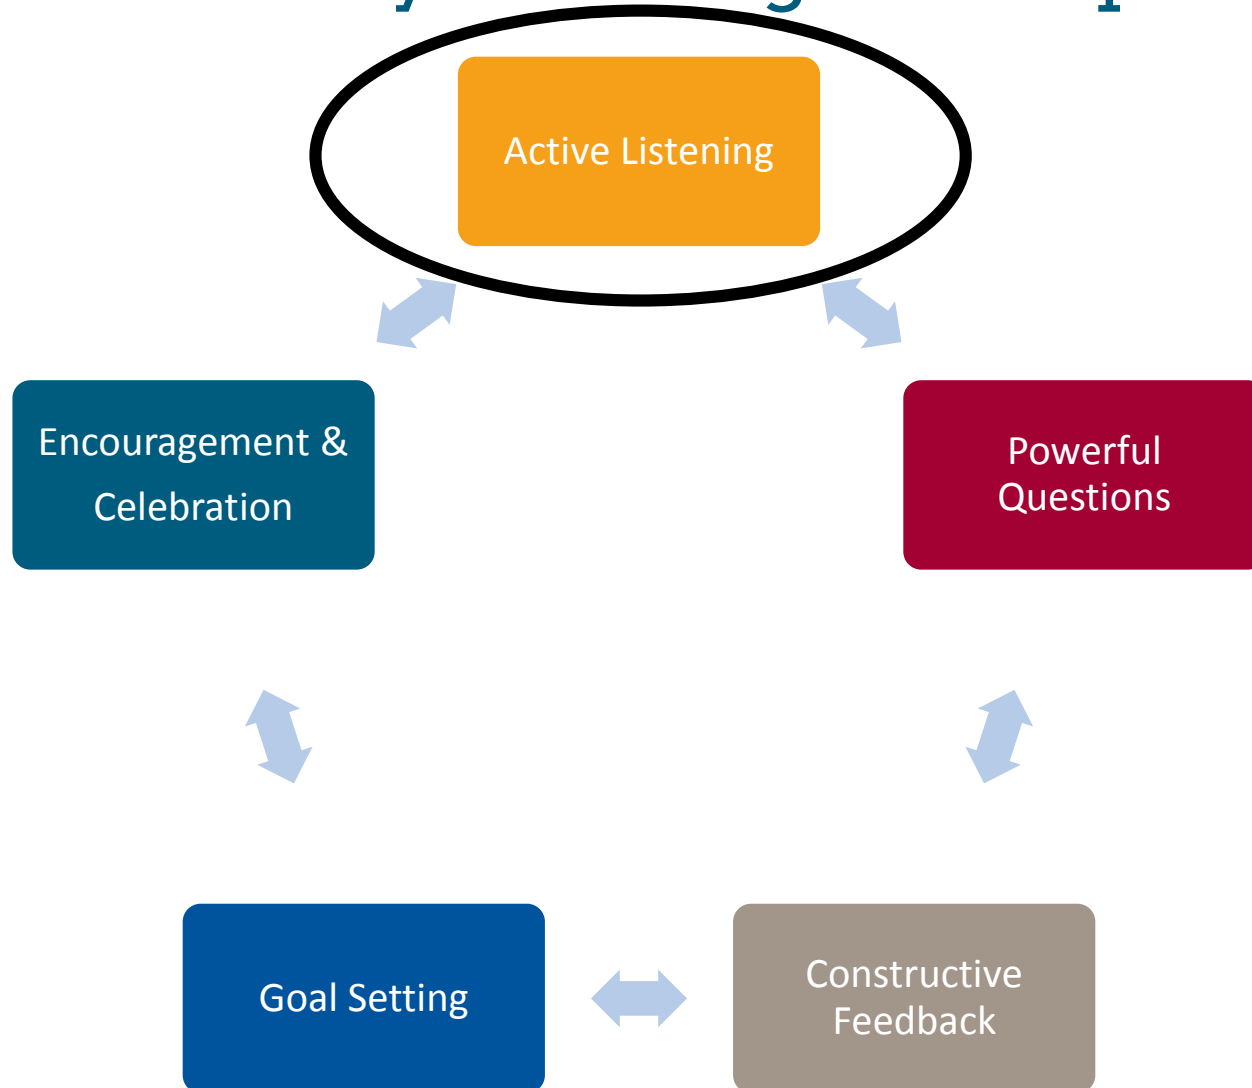 Active Listening
Encouragement &
Celebration
Powerful
Questions
Goal Setting
Constructive
Feedback